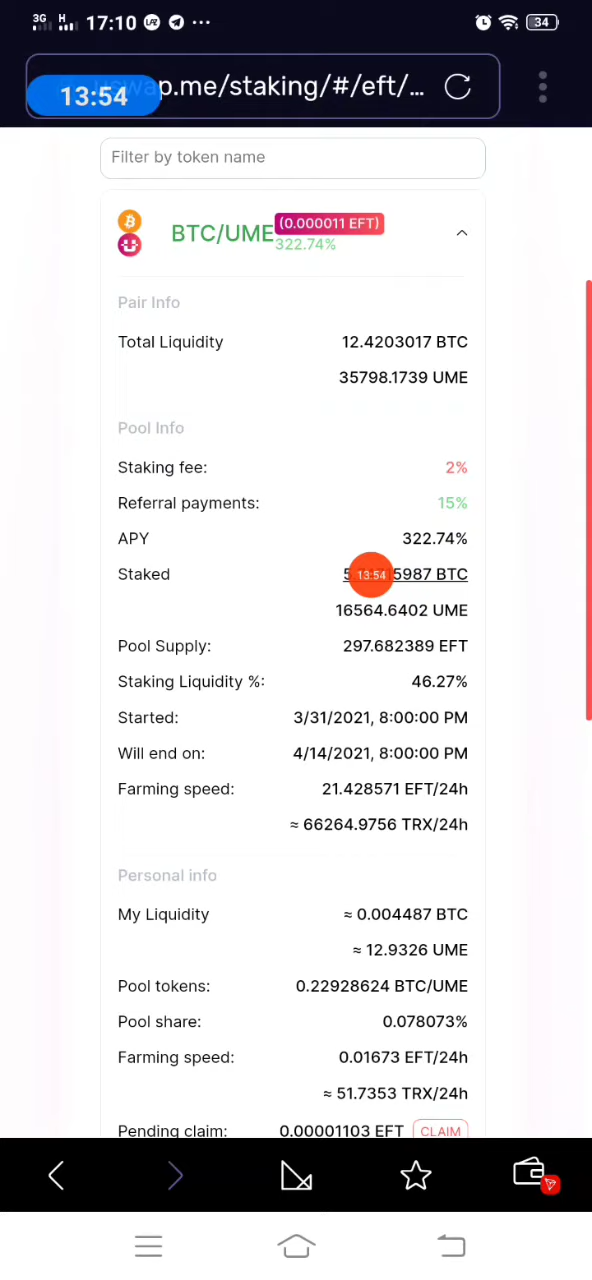 3G H 17:10
34
13:54
p.me/staking/#/eft/...
Filter by token name
BTC/UME (0.000011 EFT)
322.74%
Pair Info
Total Liquidity 12.4203017 BTC
35798.1739 UME
Pool Info
Staking fee: 2%
Referral payments: 15%
APY 322.74%
Staked 13:54 5987 BTC
16564.6402 UME
Pool Supply: 297.682389 EFT
Staking Liquidity %: 46.27%
Started: 3/31/2021, 8:00:00 PM
Will end on: 4/14/2021, 8:00:00 PM
Farming speed: 21.428571 EFT/24h
≈ 66264.9756 TRX/24h
Personal info
My Liquidity ≈ 0.004487 BTC
≈ 12.9326 UME
Pool tokens: 0.22928624 BTC/UME
Pool share: 0.078073%
Farming speed: 0.01673 EFT/24h
≈ 51.7353 TRX/24h
Pending claim: 0.00001103 EFT CLAIM